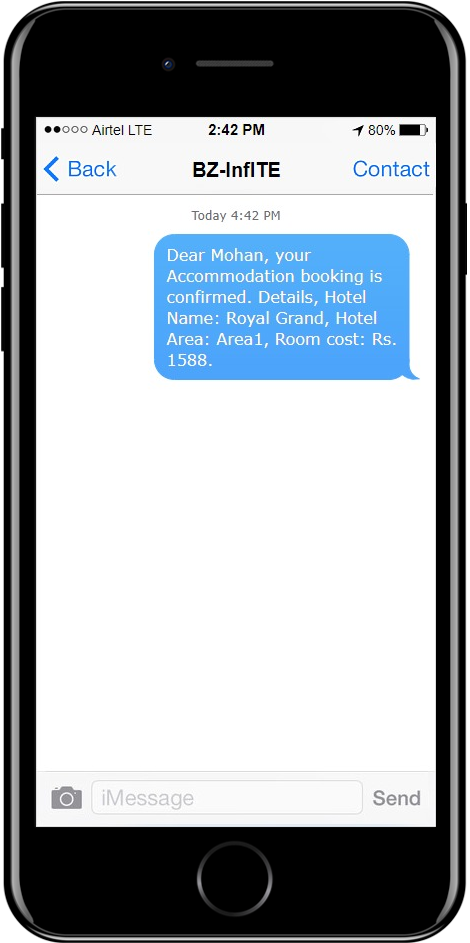 Airtel LTE 2:42 PM 80%
Back BZ-InfITE Contact
Today 4:42 PM
Dear Mohan, your
Accommodation booking is
confirmed. Details, Hotel
Name: Royal Grand, Hotel
Area: Area1, Room cost: Rs.
1588.
iMessage Send